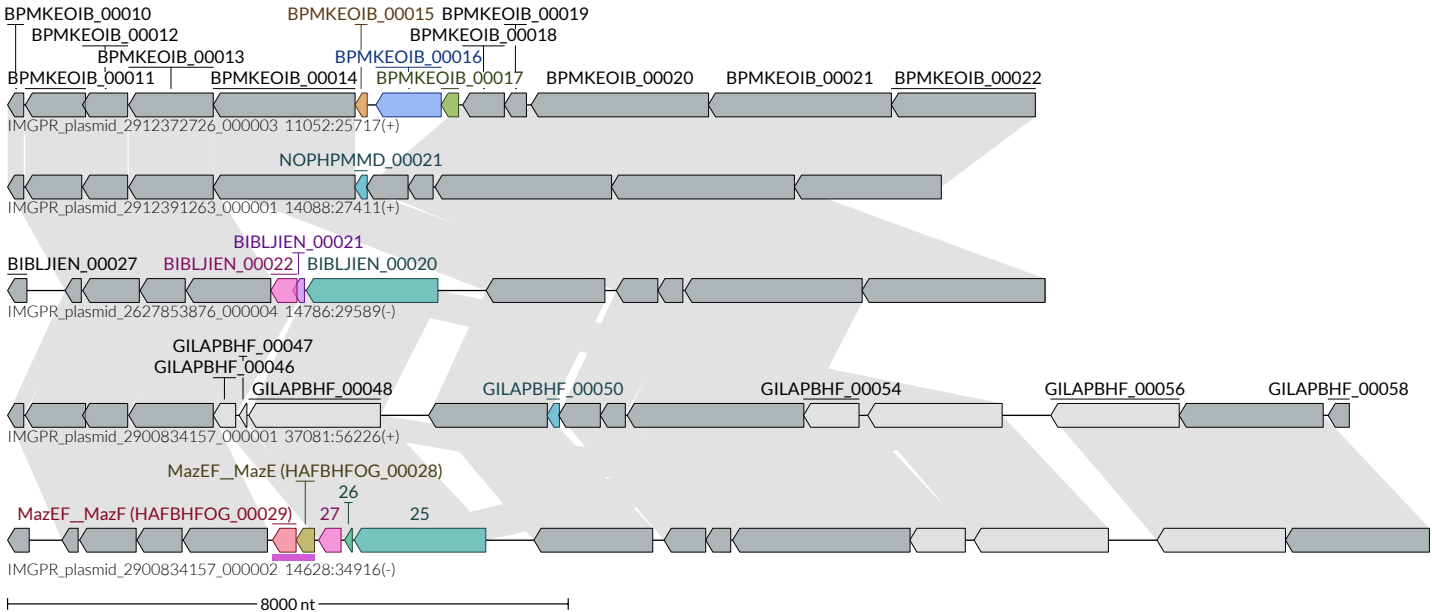 BPMKEOIB_00010 BPMKEOIB_00015 BPMKEOIB_00019
BPMKEOIB_00012 BPMKEOIB_00018
BPMKEOIB_00013 BPMKEOIB_00016
BPMKEOIB_00011 BPMKEOIB_00014 BPMKEOIB_00017 BPMKEOIB_00020 BPMKEOIB_00021 BPMKEOIB_00022
IMGPR_plasmid_2912372726_000003 11052:25717(+)
NOPHPMMD_00021
IMGPR_plasmid_2912391263_000001 14088:27411(+)
BIBLJIEN_00021
BIBLJIEN_00027 BIBLJIEN_00022 BIBLJIEN_00020
IMGPR_plasmid_2627853876_000004 14786:29589(-)
GILAPBHF_00047
GILAPBHF_00046
GILAPBHF_00048 GILAPBHF_00050 GILAPBHF_00054 GILAPBHF_00056 GILAPBHF_00058
IMGPR_plasmid_2900834157_000001 37081:56226(+)
MazEF__MazE (HAFBHFOG_00028)
26
MazEF__MazF (HAFBHFOG_00029) 27 25
IMGPR_plasmid_2900834157_000002 14628:34916(-)
8000 nt